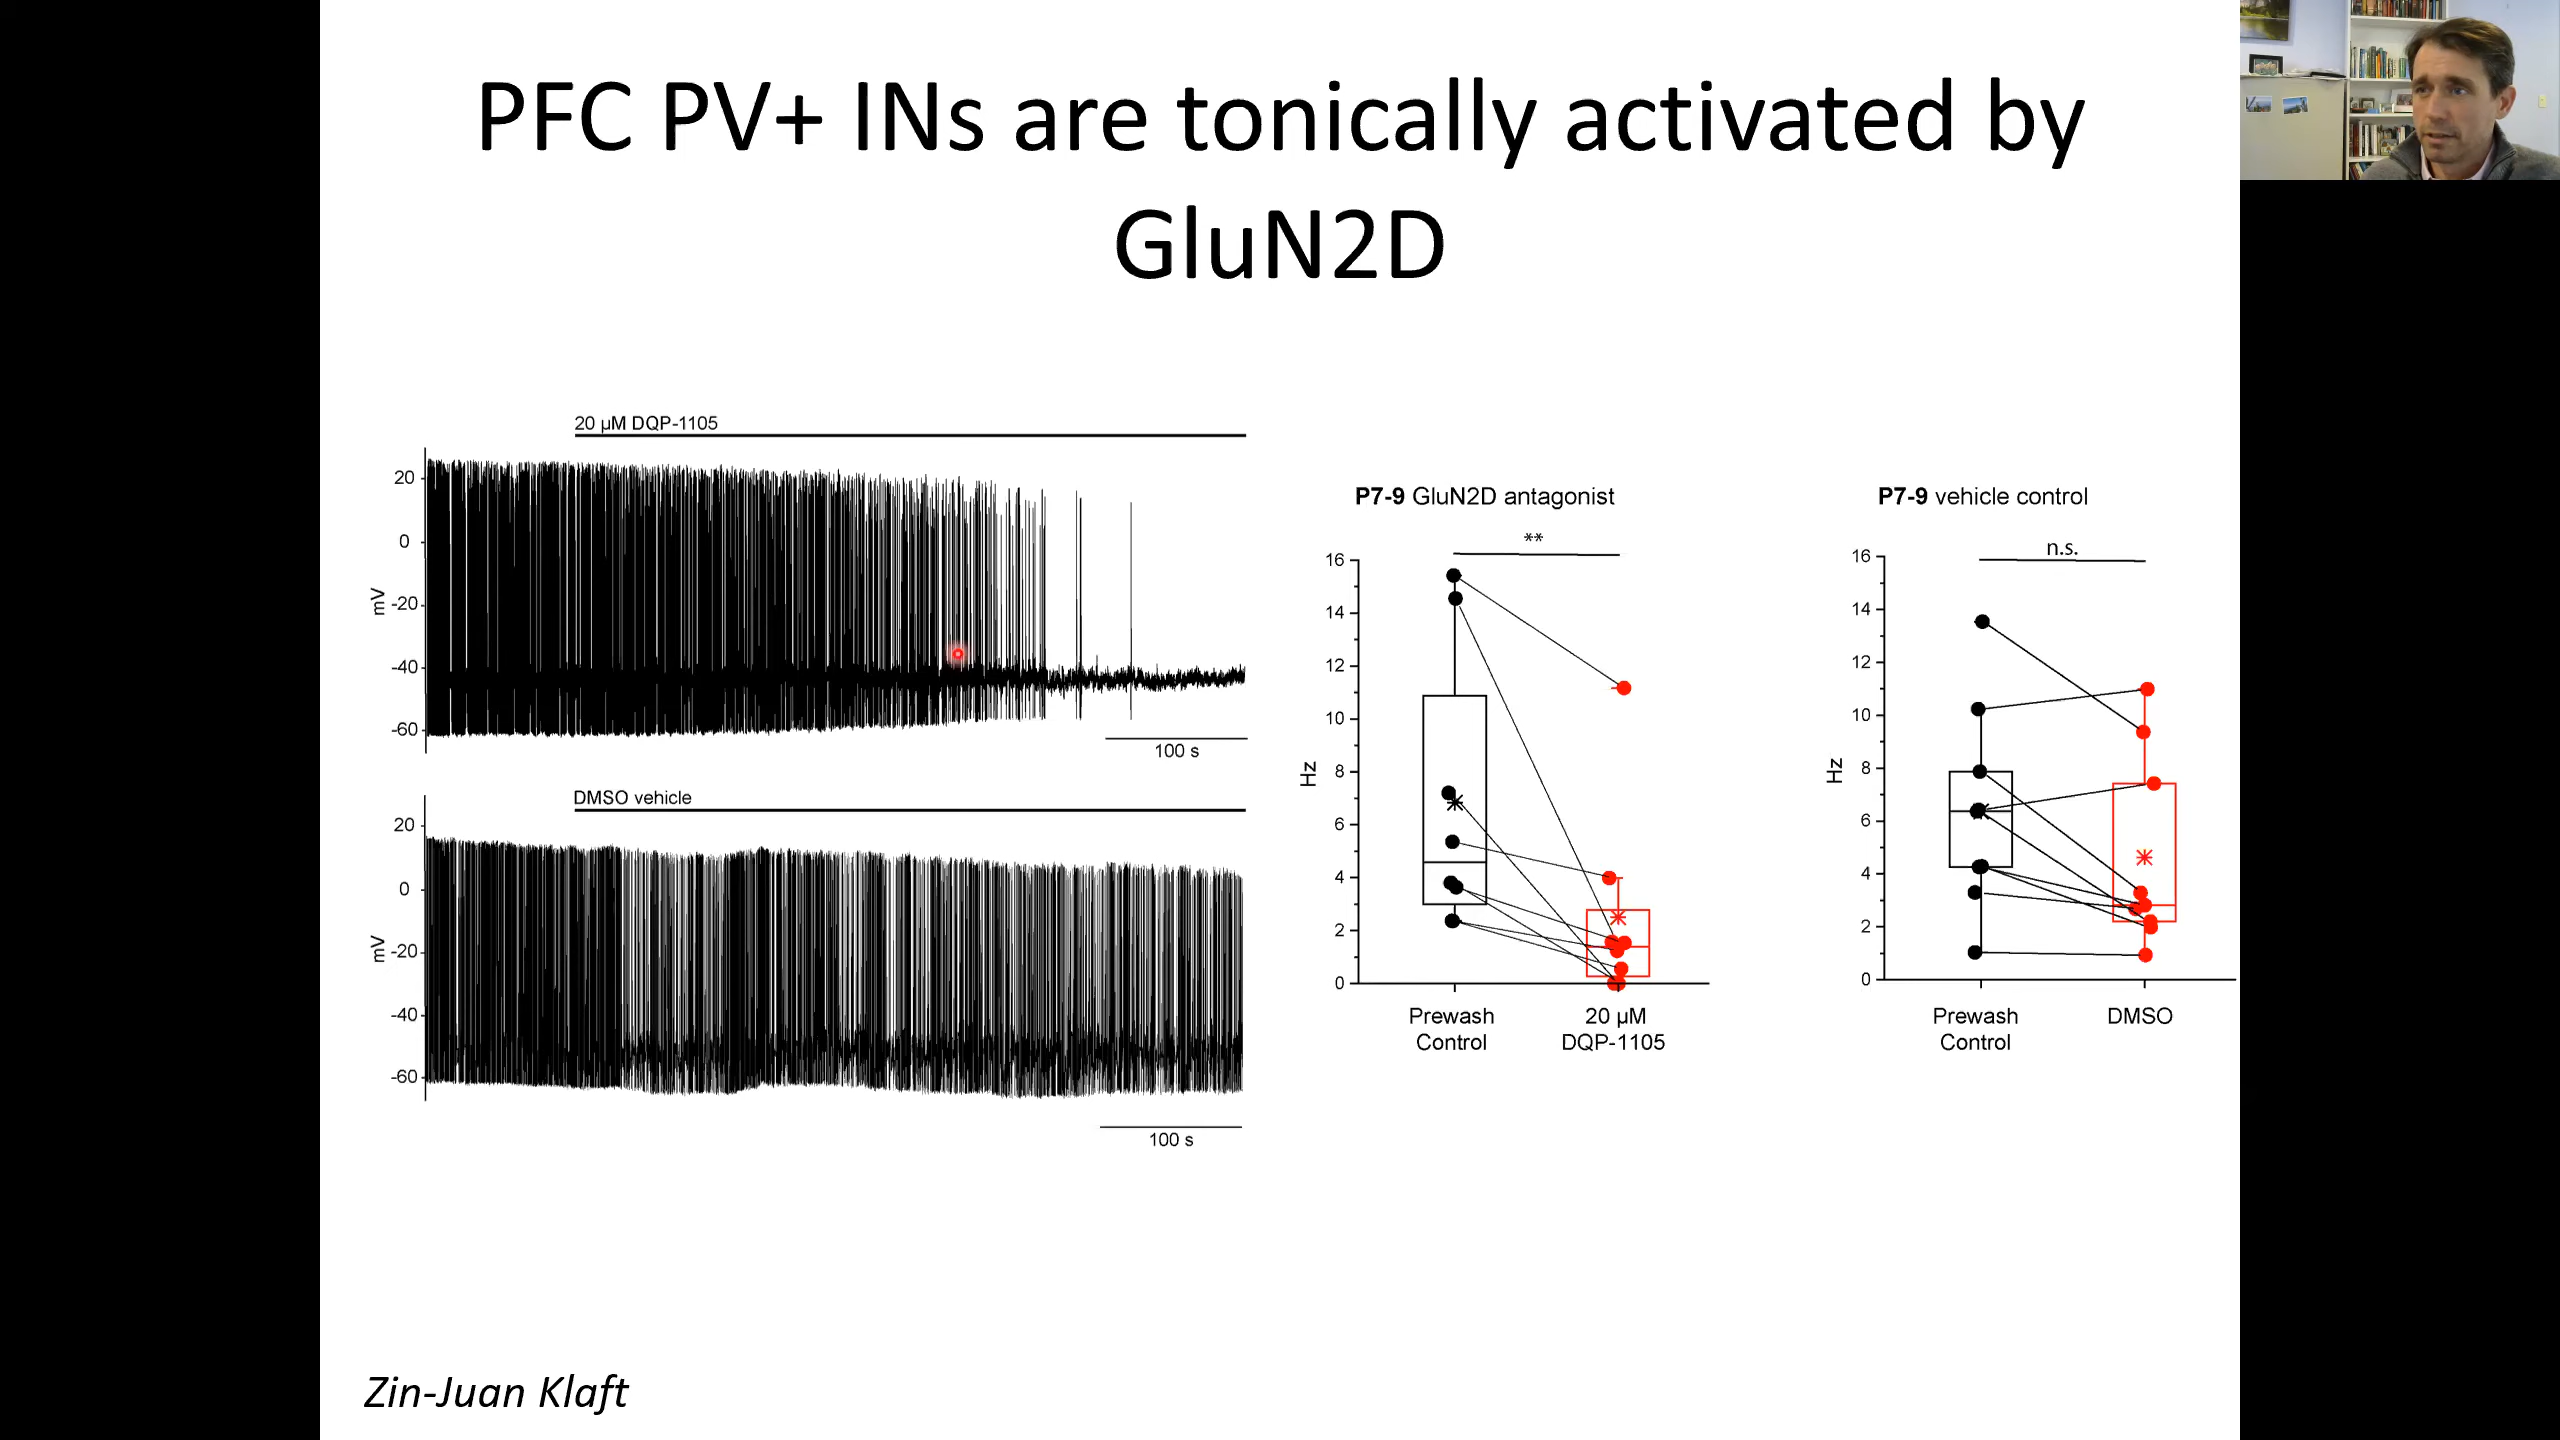 PFC PV+ INs are tonically activated by
GluN2D
20 µM DQP-1105
20
0
-20
-40
-60
mV
100 s
DMSO vehicle
20
0
-20
-40
-60
mV
100 s
P7-9 GluN2D antagonist
**
16
14
12
10
8
6
4
2
0
Hz
Prewash
Control
20 µM
DQP-1105
P7-9 vehicle control
n.s.
16
14
12
10
8
6
4
2
0
Hz
Prewash
Control
DMSO
Zin-Juan Klaft